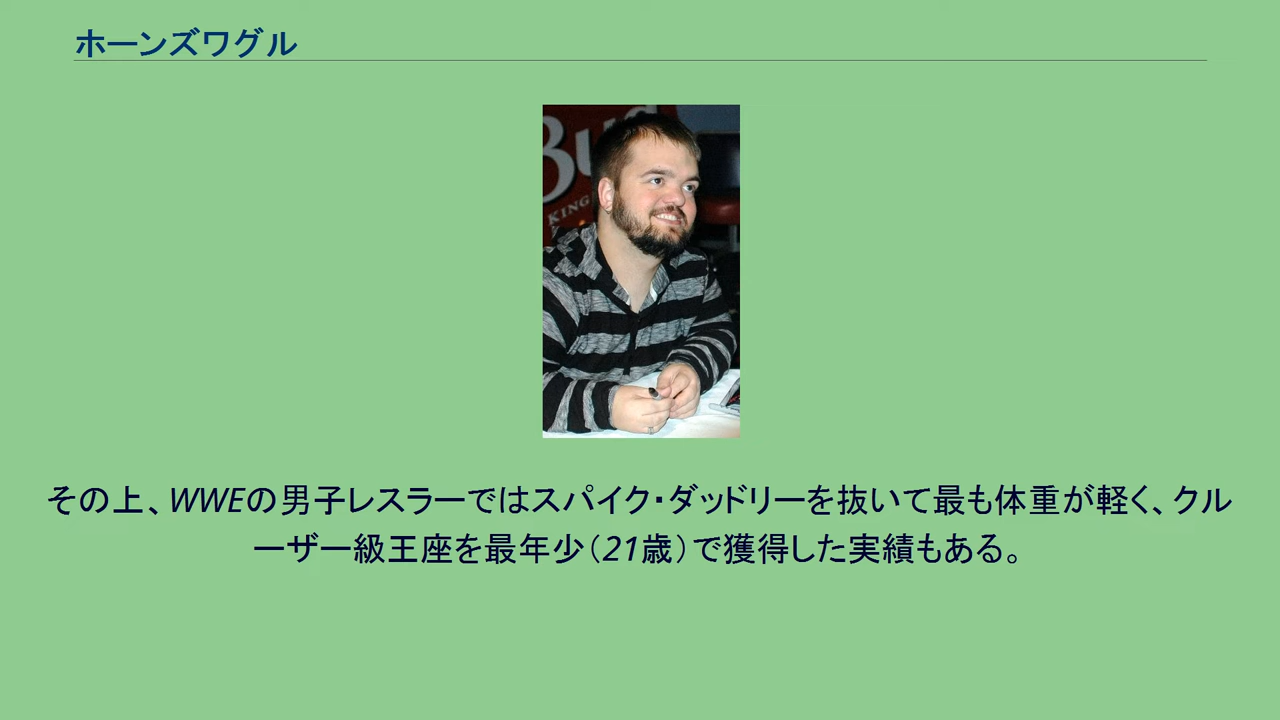 ホーンズワグル
Bud
KING
その上、WWEの男子レスラーではスパイク・ダッドリーを抜いて最も体重が軽く、クル
ーザー級王座を最年少（21歳）で獲得した実績もある。